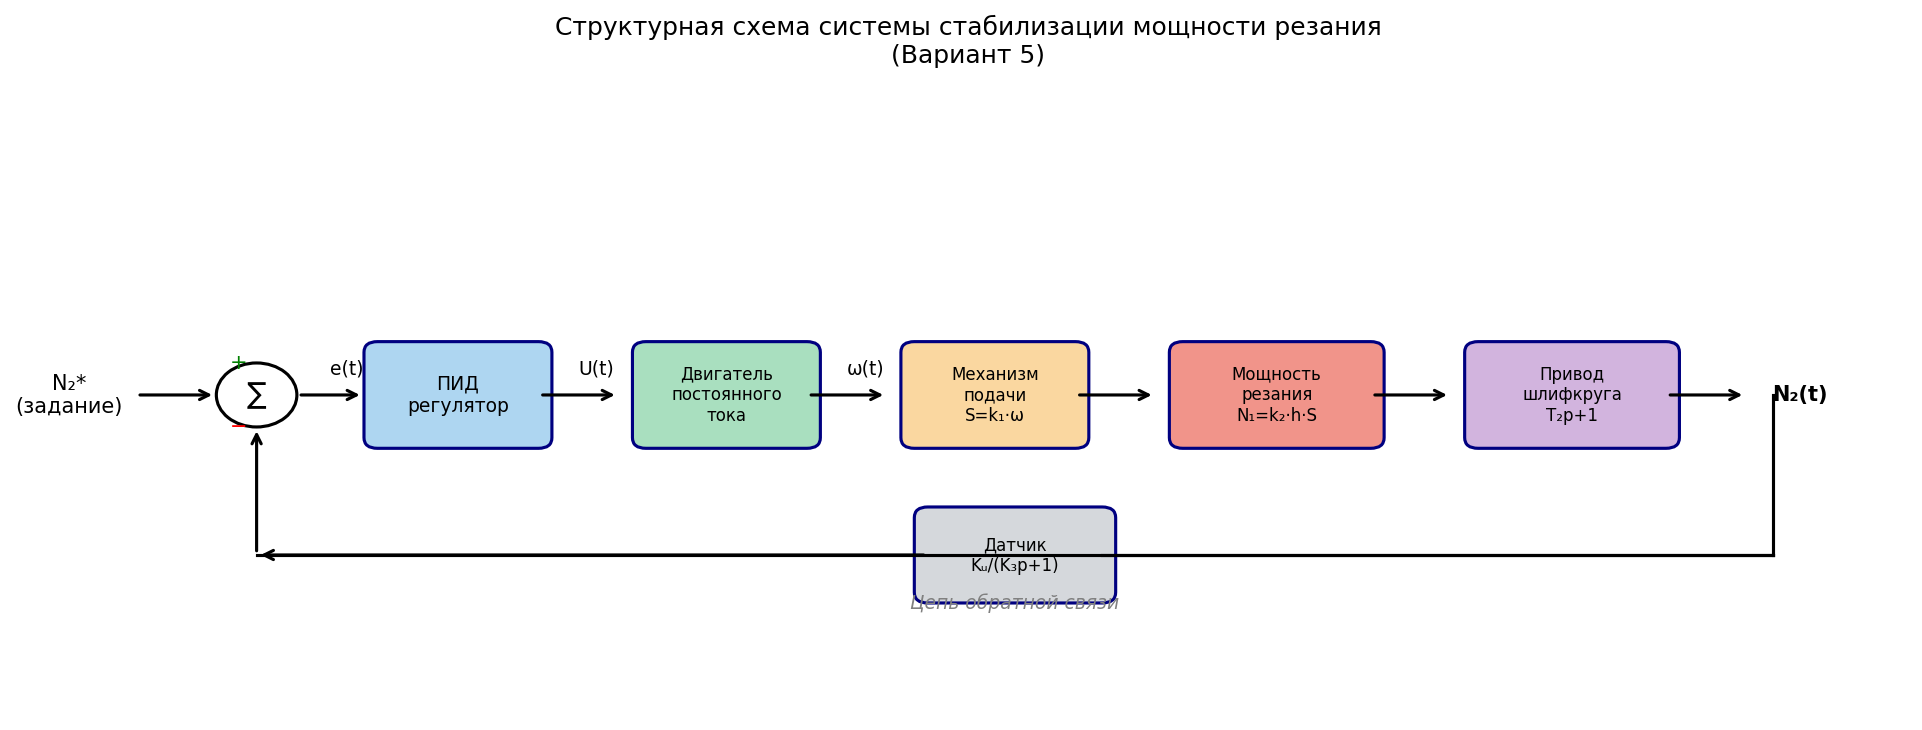 Структурная схема системы стабилизации мощности резания
(Вариант 5)
N₂*
(задание)
+
Σ
−
e(t)
ПИД
регулятор
U(t)
Двигатель
постоянного
тока
ω(t)
Механизм
подачи
S=k₁·ω
Мощность
резания
N₁=k₂·h·S
Привод
шлифкруга
T₂p+1
N₂(t)
Датчик
Kᵤ/(K₃p+1)
Цепь обратной связи